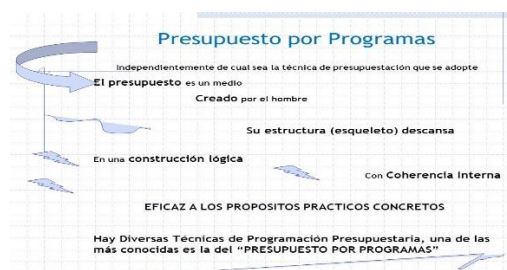 Presupuesto por Programas
Independientemente de cual sea la técnica de presupuestación que se adopte
El presupuesto es un medio
Creado por el hombre
Su estructura (esqueleto) descansa
En una construcción lógica
Con Coherencia Interna
EFICAZ A LOS PROPOSITOS PRACTICOS CONCRETOS
Hay Diversas Técnicas de Programación Presupuestaria, una de las
más conocidas es la del “PRESUPUESTO POR PROGRAMAS”